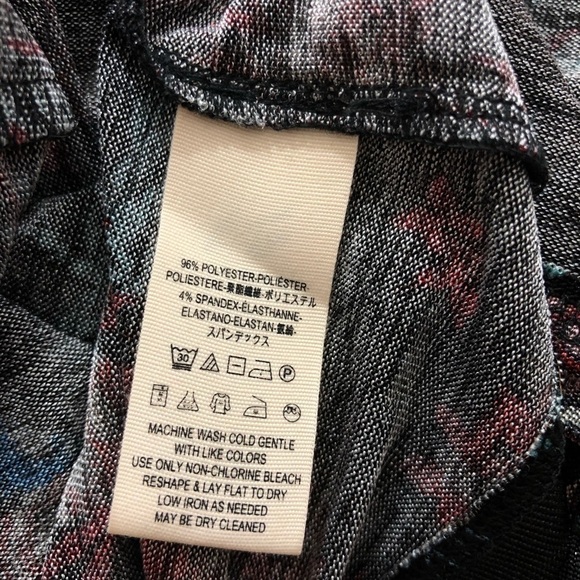 96% POLYESTER-POLIÉSTER-
POLIESTERE-聚脂纖維-ポリエステル
4% SPANDEX-ÉLASTHANNE-
ELASTANO-ELASTAN-氨綸-
スパンデックス
30 P
MACHINE WASH COLD GENTLE
WITH LIKE COLORS
USE ONLY NON-CHLORINE BLEACH
RESHAPE & LAY FLAT TO DRY
LOW IRON AS NEEDED
MAY BE DRY CLEANED